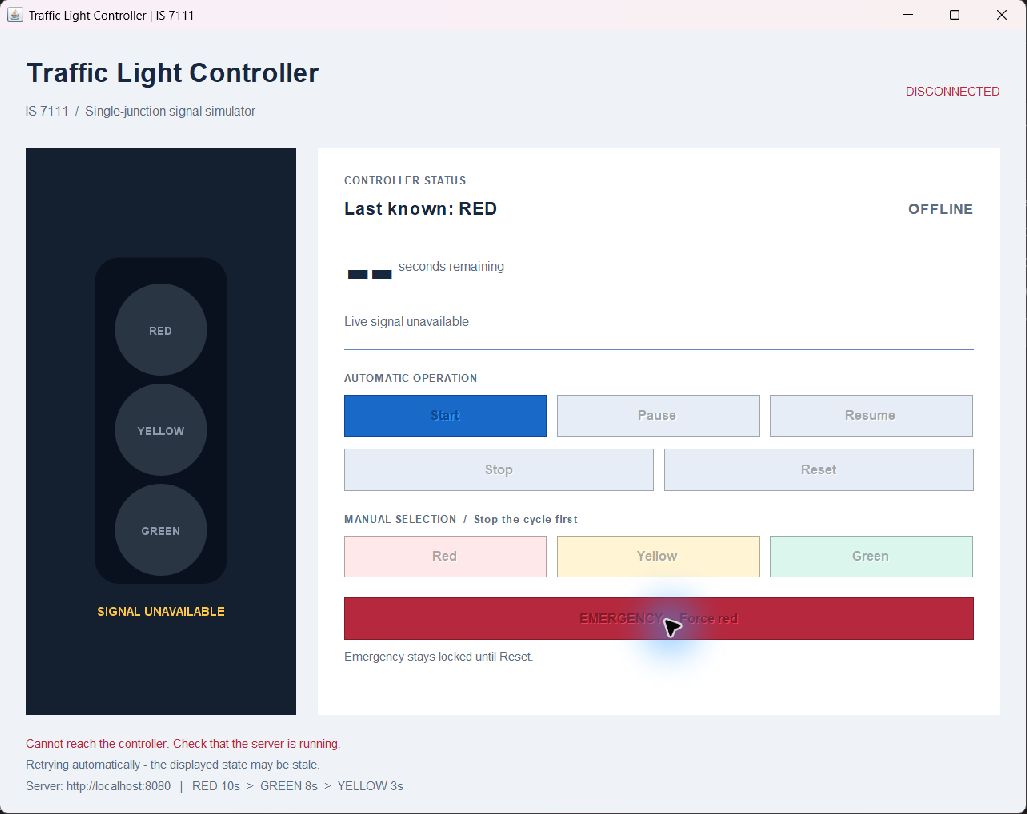 Traffic Light Controller | IS 7111
Traffic Light Controller
IS 7111 / Single-junction signal simulator
DISCONNECTED
RED
YELLOW
GREEN
SIGNAL UNAVAILABLE
CONTROLLER STATUS
Last known: RED
OFFLINE
-- seconds remaining
Live signal unavailable
AUTOMATIC OPERATION
Start Pause Resume
Stop Reset
MANUAL SELECTION / Stop the cycle first
Red Yellow Green
EMERGENCY Force red
Emergency stays locked until Reset.
Cannot reach the controller. Check that the server is running.
Retrying automatically - the displayed state may be stale.
Server: http://localhost:8080 | RED 10s > GREEN 8s > YELLOW 3s